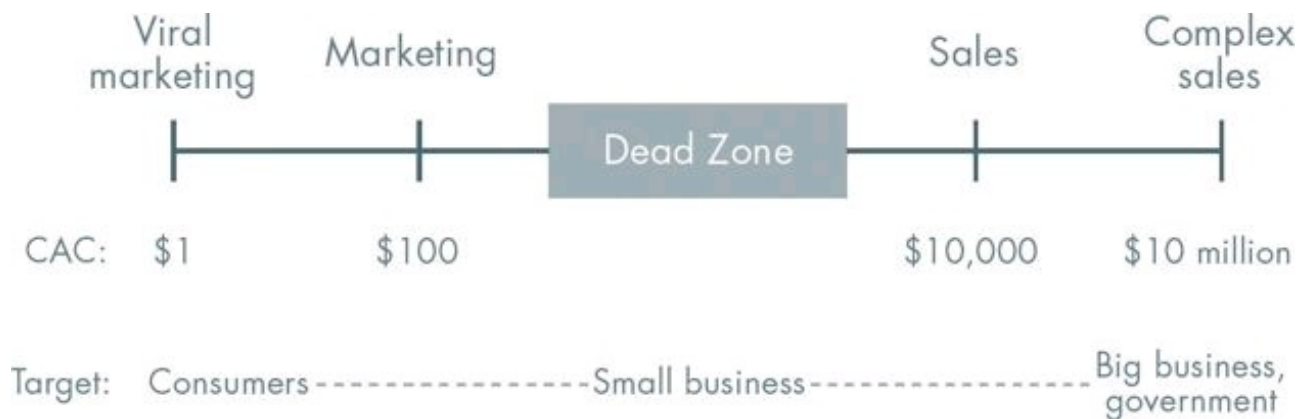 Viral
marketing
Marketing
Dead Zone
Sales
Complex
sales
CAC: $1 $100 $10,000 $10 million
Target: Consumers Small business Big business,
government